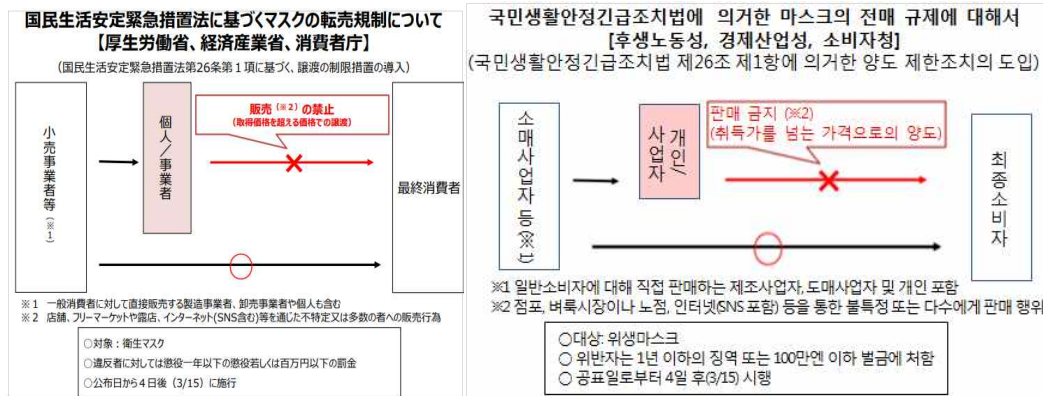 国民生活安定緊急措置法に基づくマスクの転売規制について
【厚生労働省、経済産業省、消費者庁】
(国民生活安定緊急措置法第26条第1項に基づく、譲渡の制限措置の導入)
小売事業者等(※1)
個人/事業者
販売(※2)の禁止
(取得価格を超える価格での譲渡)
最終消費者
※1 一般消費者に対して直接販売する製造事業者、卸売事業者や個人も含む
※2 店舗、フリーマーケットや露店、インターネット(SNS含む)等を通じた不特定又は多数の者への販売行為
○対象:衛生マスク
○違反者に対しては懲役一年以下の懲役若しくは百万円以下の罰金
○公布日から4日後(3/15)に施行
국민생활안정긴급조치법에 의거한 마스크의 전매 규제에 대해서
[후생노동성, 경제산업성, 소비자청]
(국민생활안정긴급조치법 제26조 제1항에 의거한 양도 제한조치의 도입)
소매사업자 등(※1)
개인/
사업자
판매 금지 (※2)
(취득가를 넘는 가격으로의 양도)
최종소비자
※1 일반소비자에 대해 직접 판매하는 제조사업자, 도매사업자 및 개인 포함
※2 점포, 벼룩시장이나 노점, 인터넷(SNS 포함) 등을 통한 불특정 또는 다수에게 판매 행위
○대상: 위생마스크
○ 위반자는 1년 이하의 징역 또는 100만엔 이하 벌금에 처함
○ 공표일로부터 4일 후(3/15) 시행